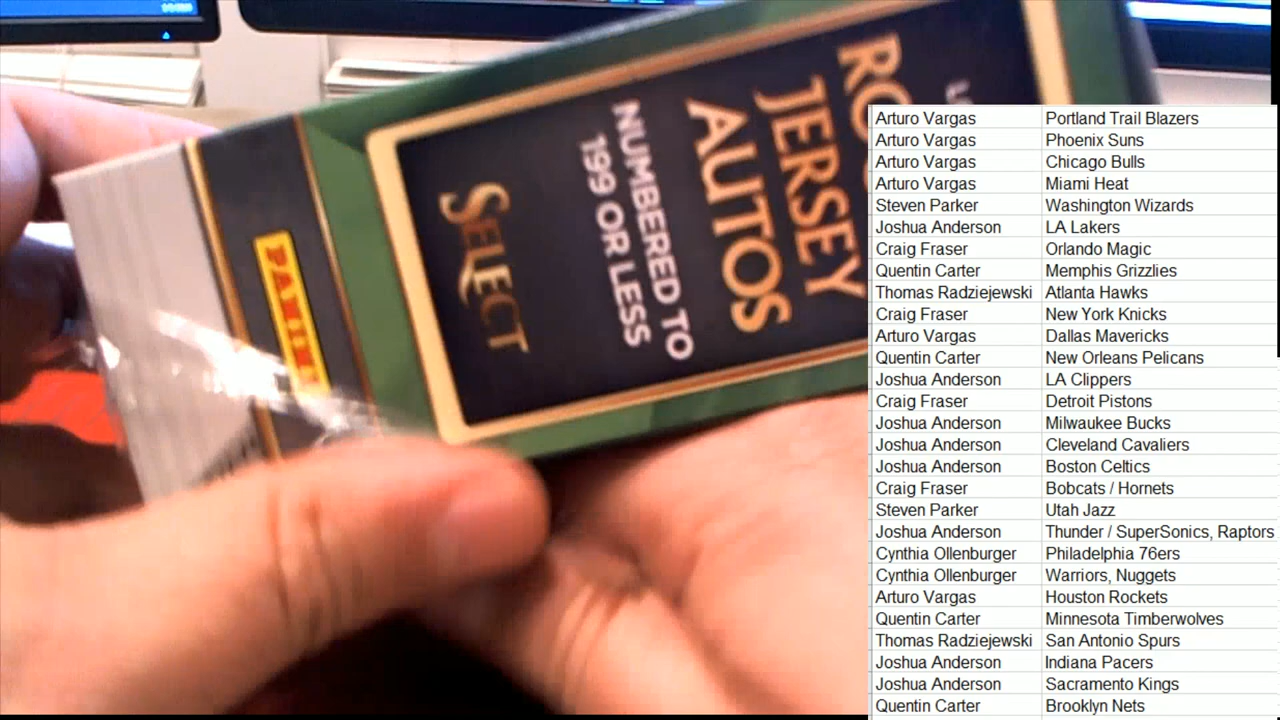 JERSEY
AUTOS
NUMBERED TO
199 OR LESS
SELECT
PANINI
Arturo Vargas Portland Trail Blazers
Arturo Vargas Phoenix Suns
Arturo Vargas Chicago Bulls
Arturo Vargas Miami Heat
Steven Parker Washington Wizards
Joshua Anderson LA Lakers
Craig Fraser Orlando Magic
Quentin Carter Memphis Grizzlies
Thomas Radziejewski Atlanta Hawks
Craig Fraser New York Knicks
Arturo Vargas Dallas Mavericks
Quentin Carter New Orleans Pelicans
Joshua Anderson LA Clippers
Craig Fraser Detroit Pistons
Joshua Anderson Milwaukee Bucks
Joshua Anderson Cleveland Cavaliers
Joshua Anderson Boston Celtics
Craig Fraser Bobcats / Hornets
Steven Parker Utah Jazz
Joshua Anderson Thunder / SuperSonics, Raptors
Cynthia Ollenburger Philadelphia 76ers
Cynthia Ollenburger Warriors, Nuggets
Arturo Vargas Houston Rockets
Quentin Carter Minnesota Timberwolves
Thomas Radziejewski San Antonio Spurs
Joshua Anderson Indiana Pacers
Joshua Anderson Sacramento Kings
Quentin Carter Brooklyn Nets